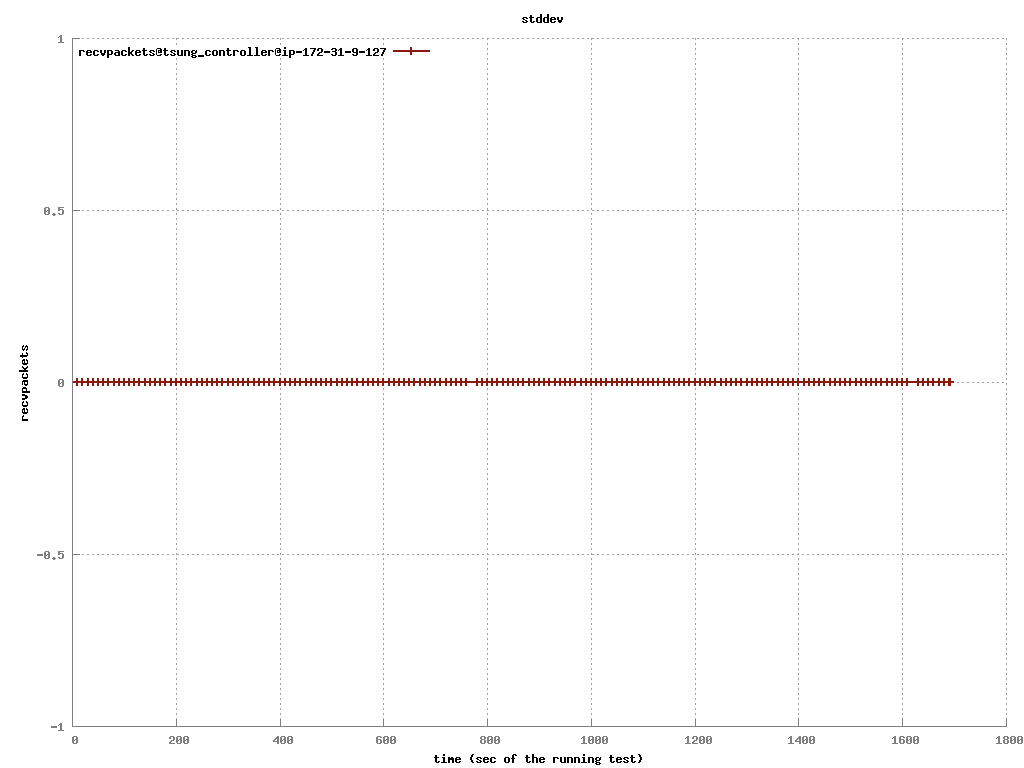 stddev
recvpackets@tsung_controller@ip-172-31-9-127
1
0.5
0
-0.5
-1
recvpackets
0 200 400 600 800 1000 1200 1400 1600 1800
time (sec of the running test)